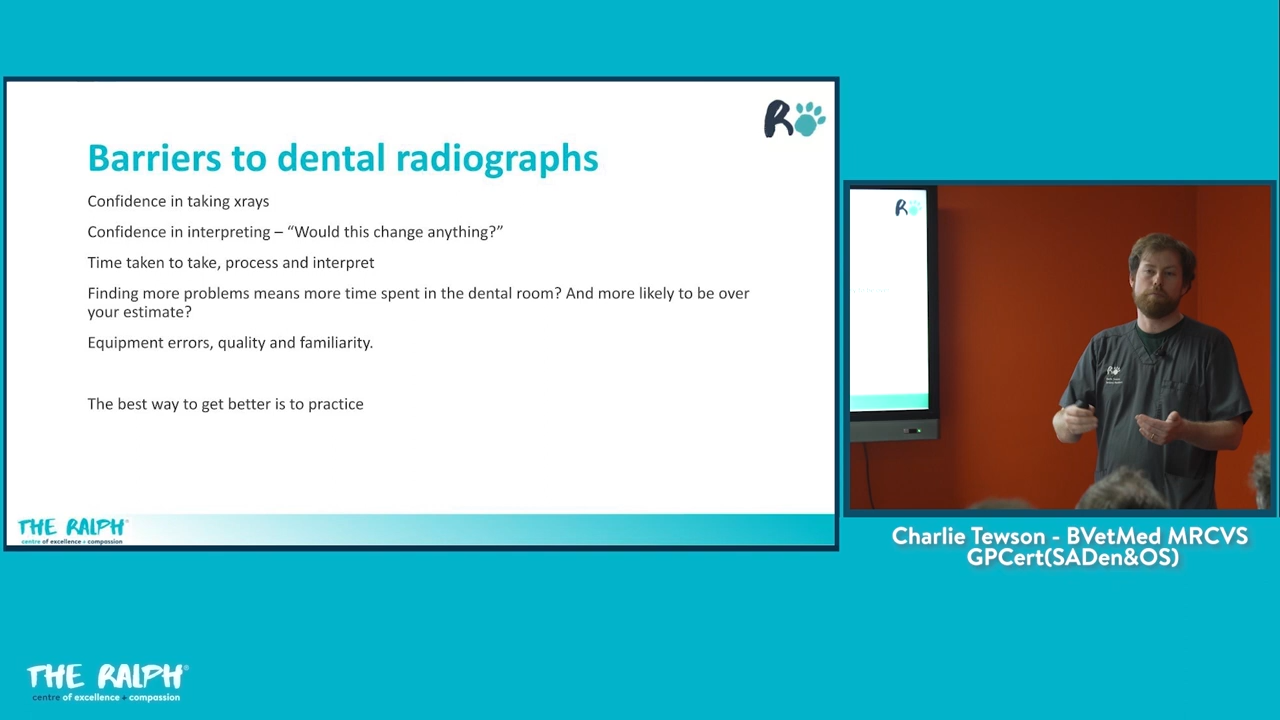 R
Barriers to dental radiographs
Confidence in taking xrays
Confidence in interpreting – “Would this change anything?”
Time taken to take, process and interpret
Finding more problems means more time spent in the dental room? And more likely to be over
your estimate?
Equipment errors, quality and familiarity.
The best way to get better is to practice
THE RALPH®
centre of excellence + compassion
R
R
Charlie Tewson - BVetMed MRCVS
GPCert(SADen&OS)
THE RALPH®
centre of excellence + compassion